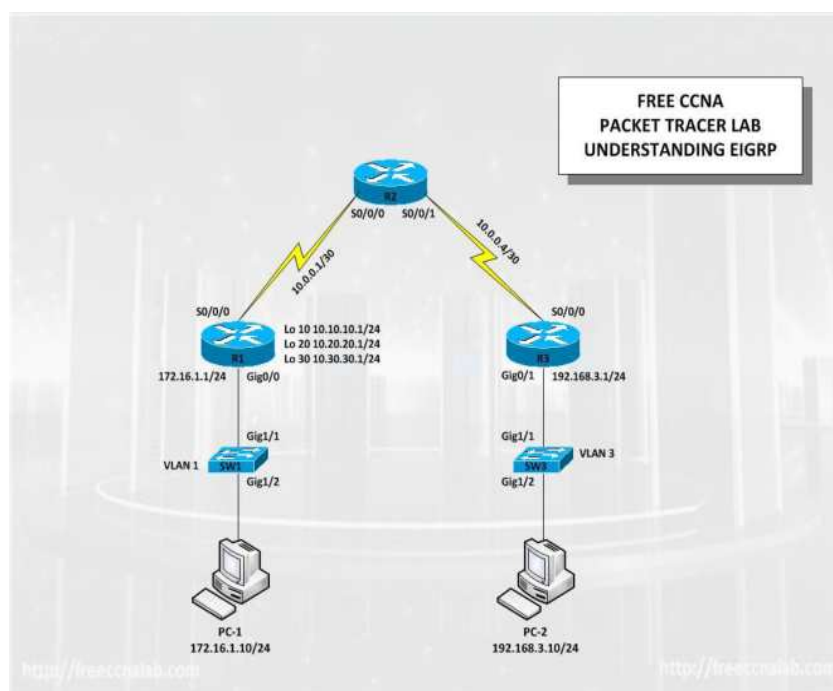 FREE CCNA
PACKET TRACER LAB
UNDERSTANDING EIGRP
R2
S0/0/0 S0/0/1
10.0.0.1/30
10.0.0.4/30
S0/0/0
S0/0/0
Lo 10 10.10.10.1/24
Lo 20 10.20.20.1/24
Lo 30 10.30.30.1/24
R1
R3
172.16.1.1/24 Gig0/0
Gig0/1 192.168.3.1/24
Gig1/1
Gig1/1
VLAN 1
SW1
SW3
VLAN 3
Gig1/2
Gig1/2
PC-1
172.16.1.10/24
PC-2
192.168.3.10/24
http://freeccnalab.com
http://freeccnalab.com